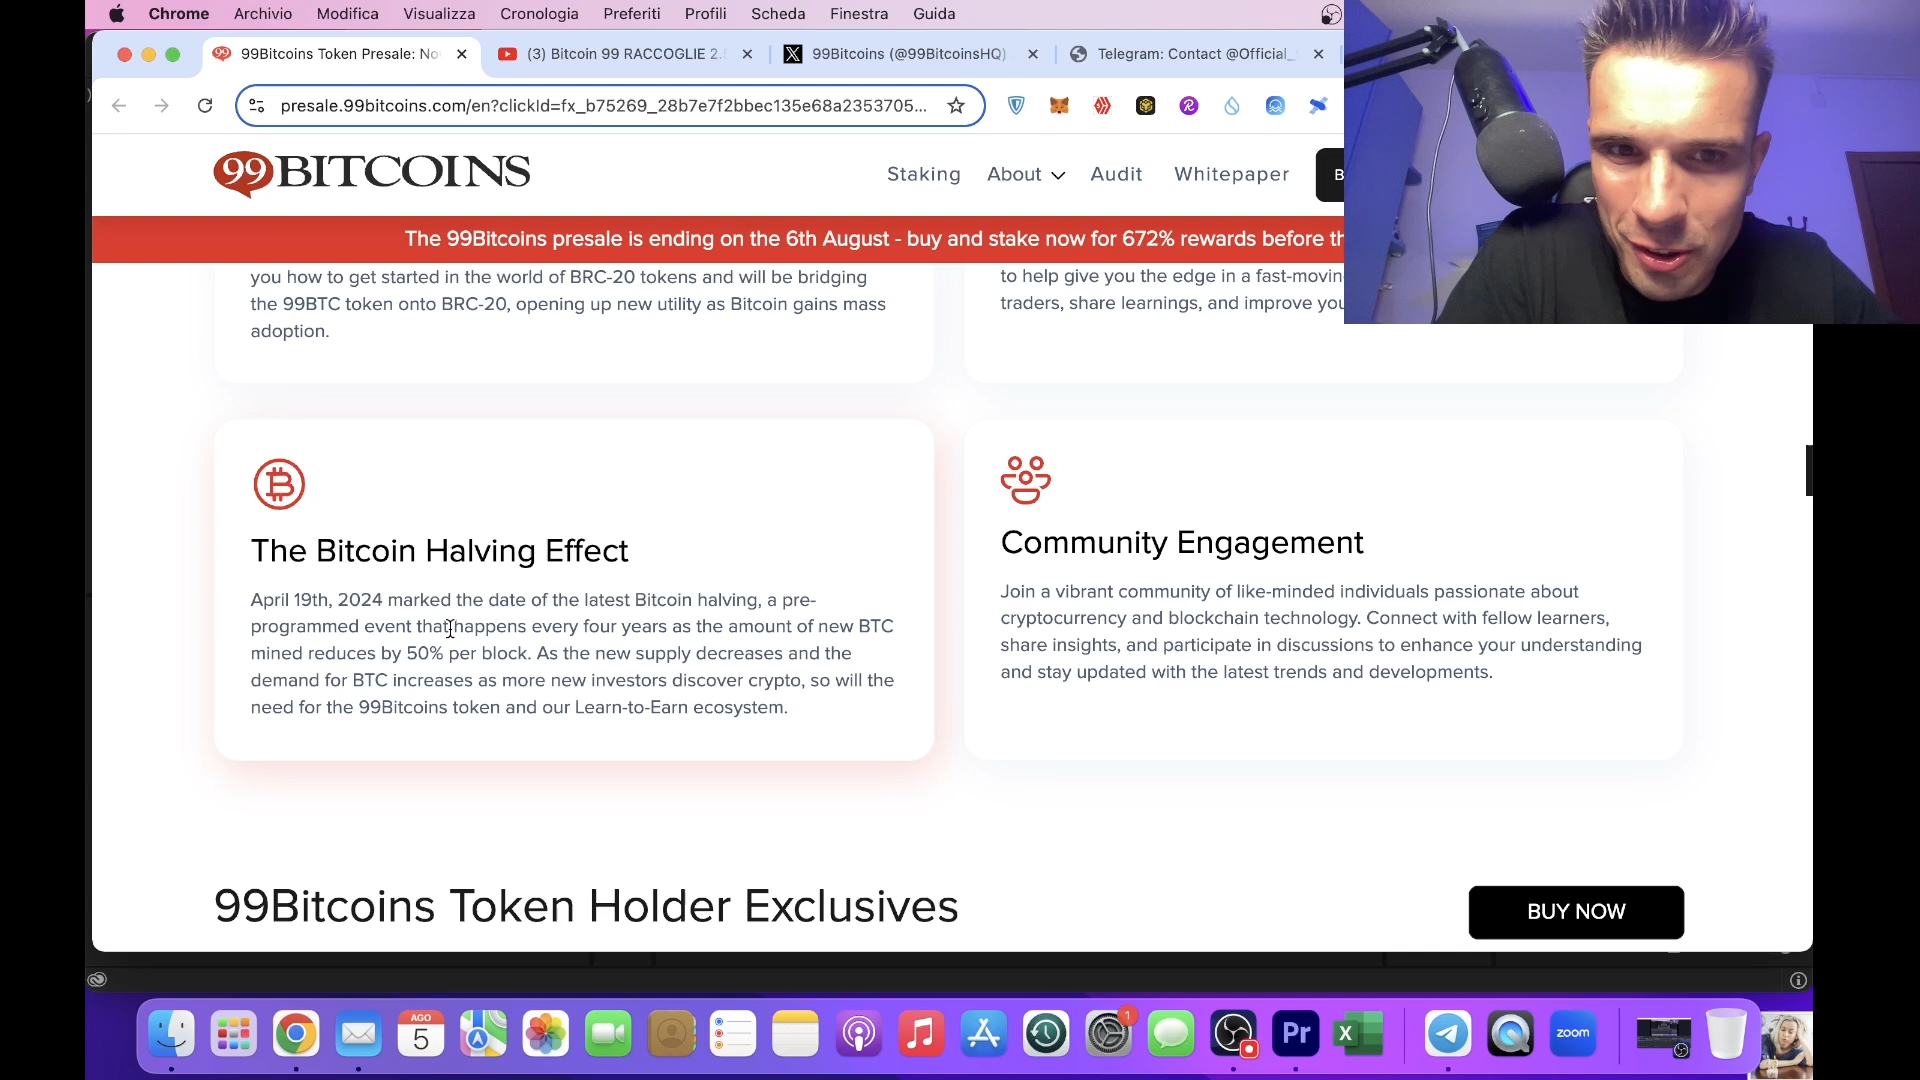 Chrome Archivio Modifica Visualizza Cronologia Preferiti Profili Scheda Finestra Guida
99Bitcoins Token Presale: No
(3) Bitcoin 99 RACCOGLIE 2.
99Bitcoins (@99BitcoinsHQ)
Telegram: Contact @Official_
presale.99bitcoins.com/en?clickId=fx_b75269_28b7e7f2bbec135e68a2353705...
99BITCOINS
Staking About Audit Whitepaper B
The 99Bitcoins presale is ending on the 6th August - buy and stake now for 672% rewards before th
you how to get started in the world of BRC-20 tokens and will be bridging
the 99BTC token onto BRC-20, opening up new utility as Bitcoin gains mass
adoption.
to help give you the edge in a fast-movin
traders, share learnings, and improve you
The Bitcoin Halving Effect
April 19th, 2024 marked the date of the latest Bitcoin halving, a pre-
programmed event that happens every four years as the amount of new BTC
mined reduces by 50% per block. As the new supply decreases and the
demand for BTC increases as more new investors discover crypto, so will the
need for the 99Bitcoins token and our Learn-to-Earn ecosystem.
Community Engagement
Join a vibrant community of like-minded individuals passionate about
cryptocurrency and blockchain technology. Connect with fellow learners,
share insights, and participate in discussions to enhance your understanding
and stay updated with the latest trends and developments.
99Bitcoins Token Holder Exclusives
BUY NOW
AGO
5
1
Pr
X
zoom